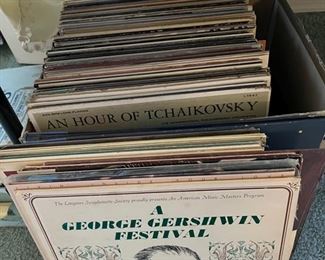 AN HOUR OF TCHAIKOVSKY
The Longines Symphonette Society proudly presents An American Music Masters Program
A
GEORGE GERSHWIN
FESTIVAL